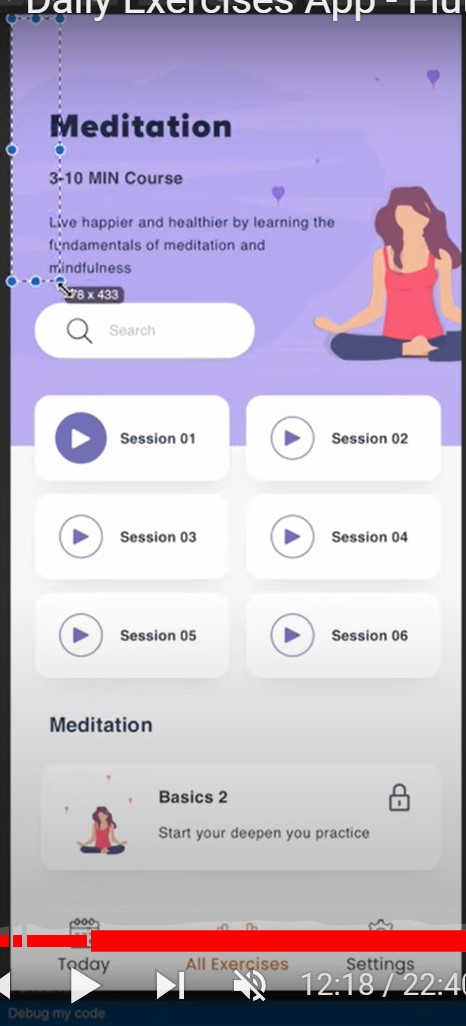 Daily Exercises App - Flut
Meditation
3-10 MIN Course
Live happier and healthier by learning the
fundamentals of meditation and
mindfulness
78 x 433
Search
Session 01
Session 02
Session 03
Session 04
Session 05
Session 06
Meditation
Basics 2
Start your deepen you practice
Today
All Exercises
Settings
12:18 / 22:40
Debug my code